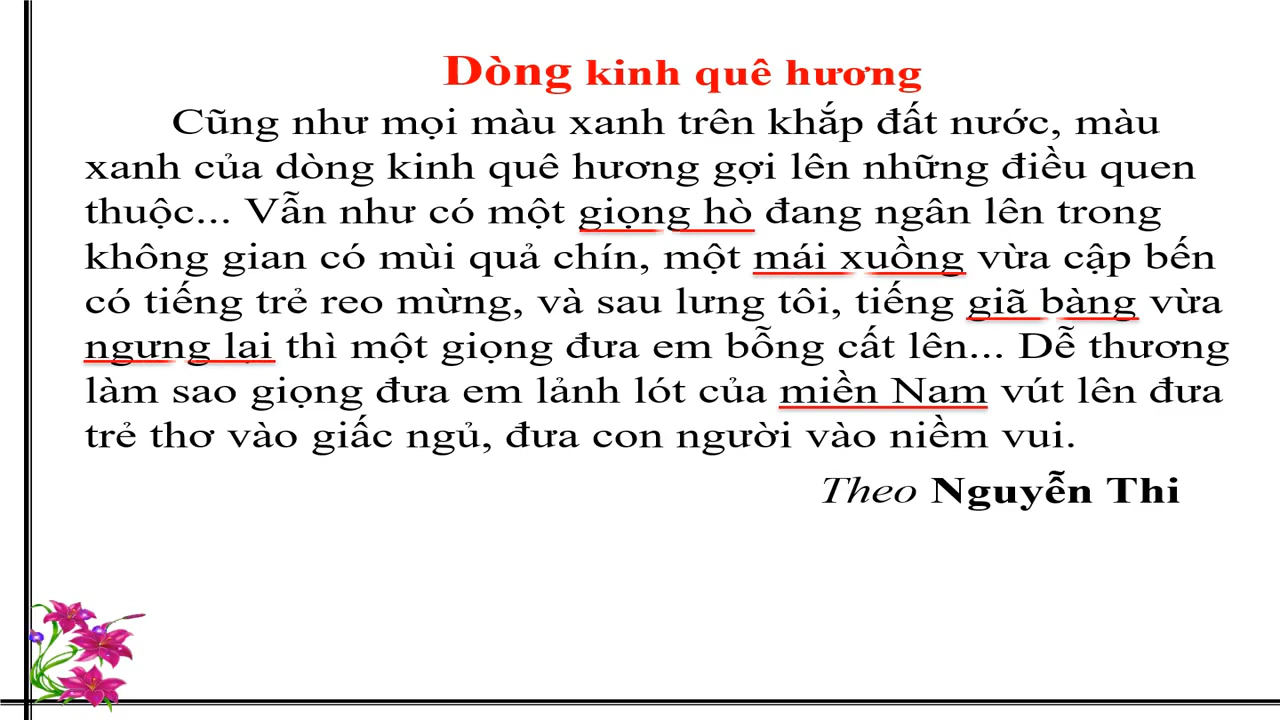 Dòng kinh quê hương
Cũng như mọi màu xanh trên khắp đất nước, màu
xanh của dòng kinh quê hương gợi lên những điều quen
thuộc... Vẫn như có một giọng hò đang ngân lên trong
không gian có mùi quả chín, một mái xuồng vừa cập bến
có tiếng trẻ reo mừng, và sau lưng tôi, tiếng giã bàng vừa
ngưng lại thì một giọng đưa em bỗng cất lên... Dễ thương
làm sao giọng đưa em lảnh lót của miền Nam vút lên đưa
trẻ thơ vào giấc ngủ, đưa con người vào niềm vui.
Theo Nguyễn Thi